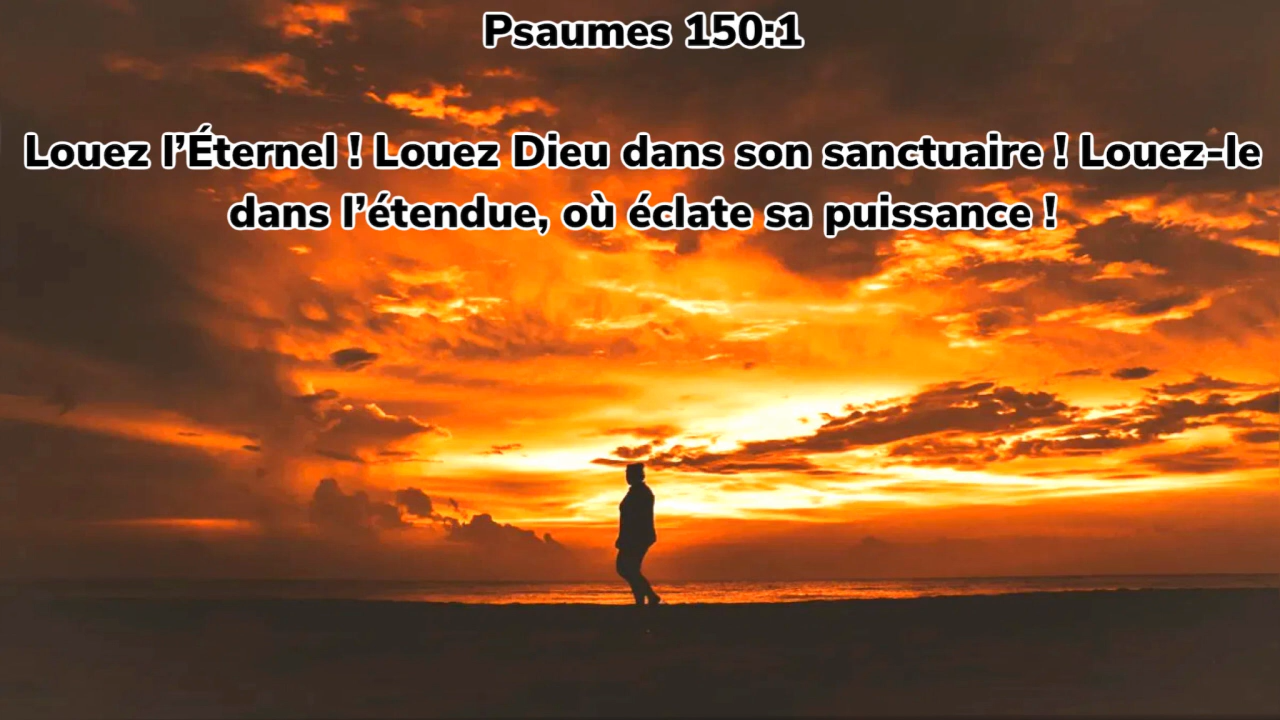 Psaumes 150:1
Louez l’Éternel ! Louez Dieu dans son sanctuaire ! Louez-le
dans l’étendue, où éclate sa puissance !